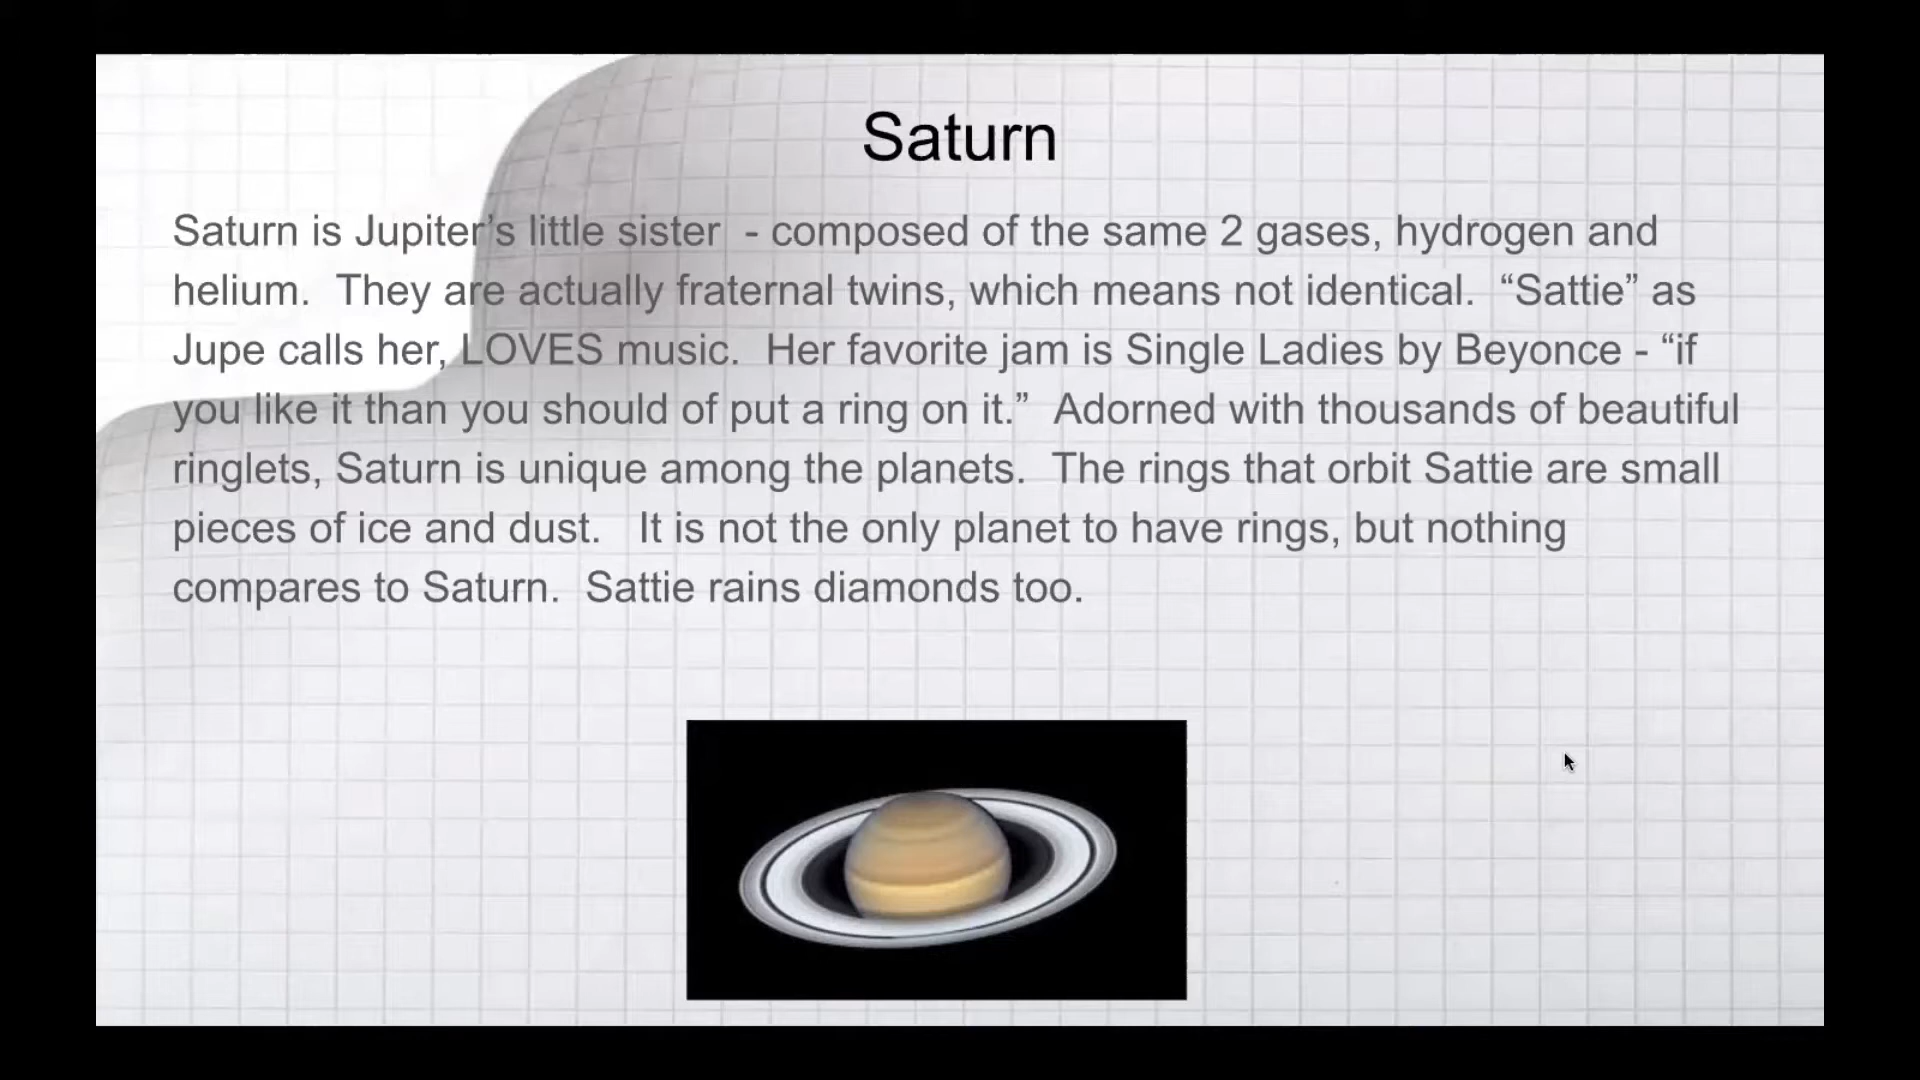 Saturn
Saturn is Jupiter’s little sister  - composed of the same 2 gases, hydrogen and
helium.  They are actually fraternal twins, which means not identical.  “Sattie” as
Jupe calls her, LOVES music.  Her favorite jam is Single Ladies by Beyonce - “if
you like it than you should of put a ring on it.”  Adorned with thousands of beautiful
ringlets, Saturn is unique among the planets.  The rings that orbit Sattie are small
pieces of ice and dust.   It is not the only planet to have rings, but nothing
compares to Saturn.  Sattie rains diamonds too.